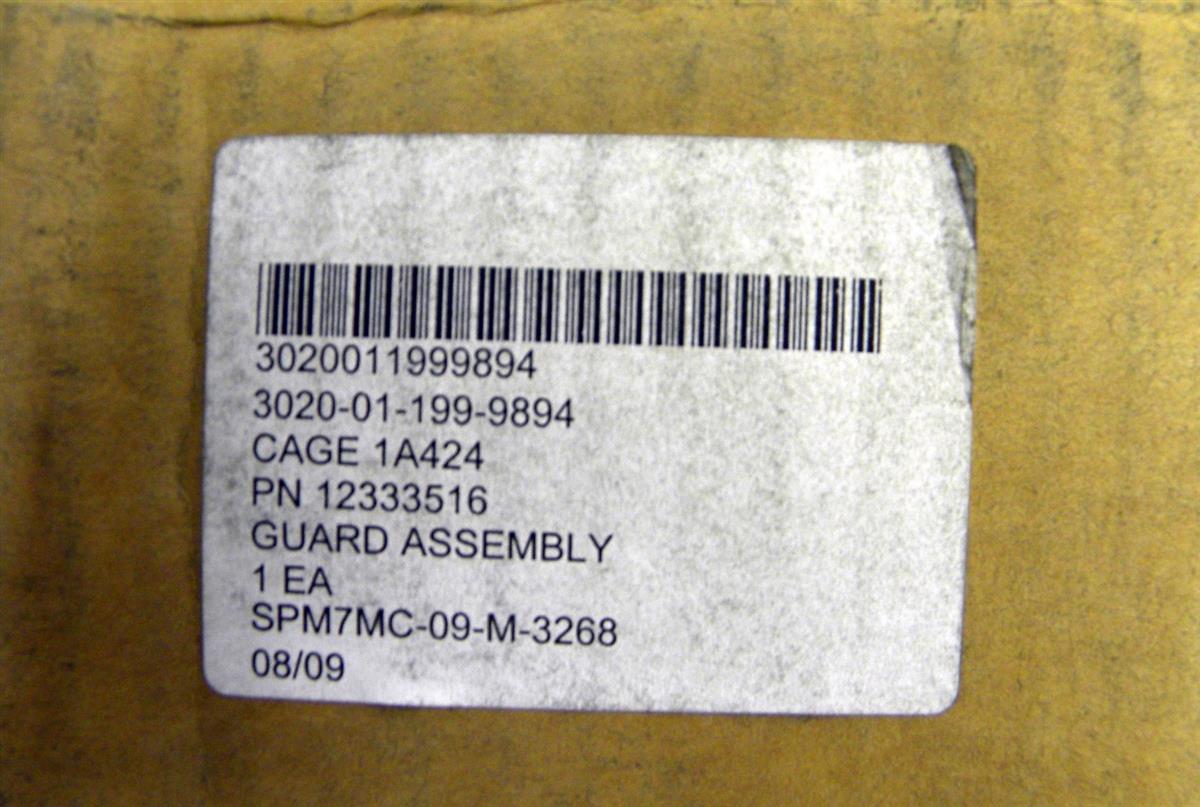 3020011999894
3020-01-199-9894
CAGE 1A424
PN 12333516
GUARD ASSEMBLY
1 EA
SPM7MC-09-M-3268
08/09